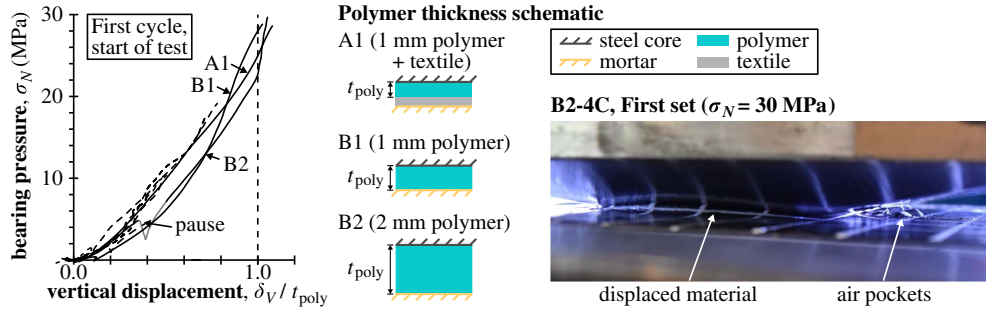 bearing pressure, σN (MPa)
30
20
10
0
First cycle,
start of test
A1
B1
B2
pause
0.0
1.0
vertical displacement, δV / tpoly
Polymer thickness schematic
A1 (1 mm polymer
+ textile)
tpoly
B1 (1 mm polymer)
tpoly
B2 (2 mm polymer)
tpoly
steel core
polymer
mortar
textile
B2-4C, First set (σN = 30 MPa)
displaced material
air pockets